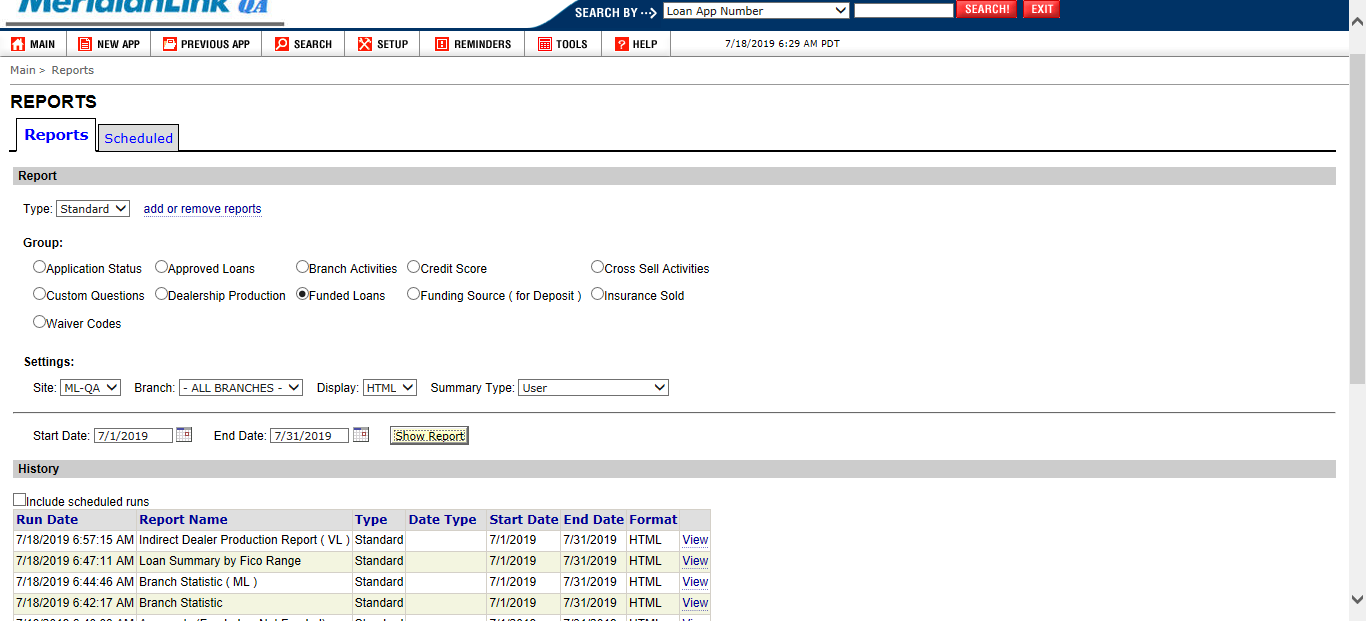 MeridianLink QA
SEARCH BY ··> Loan App Number SEARCH! EXIT
MAIN NEW APP PREVIOUS APP SEARCH SETUP REMINDERS TOOLS HELP 7/18/2019 6:29 AM PDT
Main > Reports
REPORTS
Reports Scheduled
Report
Type: Standard add or remove reports
Group:
Application Status Approved Loans Branch Activities Credit Score Cross Sell Activities
Custom Questions Dealership Production Funded Loans Funding Source ( for Deposit ) Insurance Sold
Waiver Codes
Settings:
Site: ML-QA Branch: - ALL BRANCHES - Display: HTML Summary Type: User
Start Date: 7/1/2019 End Date: 7/31/2019 Show Report
History
Include scheduled runs
Run Date Report Name Type Date Type Start Date End Date Format
7/18/2019 6:57:15 AM Indirect Dealer Production Report ( VL ) Standard 7/1/2019 7/31/2019 HTML View
7/18/2019 6:47:11 AM Loan Summary by Fico Range Standard 7/1/2019 7/31/2019 HTML View
7/18/2019 6:44:46 AM Branch Statistic ( ML ) Standard 7/1/2019 7/31/2019 HTML View
7/18/2019 6:42:17 AM Branch Statistic Standard 7/1/2019 7/31/2019 HTML View